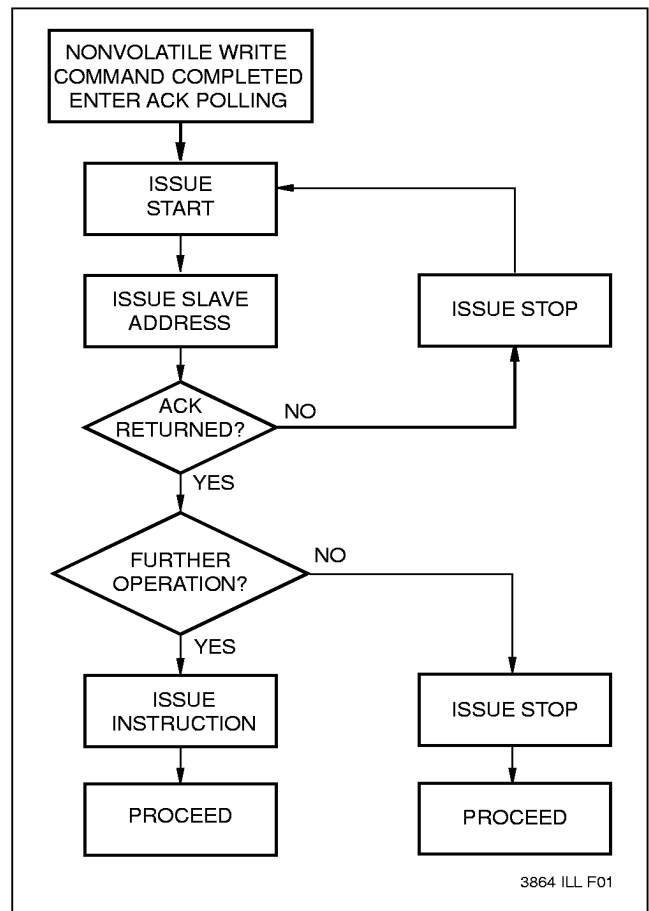 NONVOLATILE WRITE
COMMAND COMPLETED
ENTER ACK POLLING
ISSUE
START
ISSUE SLAVE
ADDRESS
ISSUE STOP
ACK
RETURNED?
NO
YES
FURTHER
OPERATION?
NO
YES
ISSUE
INSTRUCTION
ISSUE STOP
PROCEED
PROCEED
3864 ILL F01